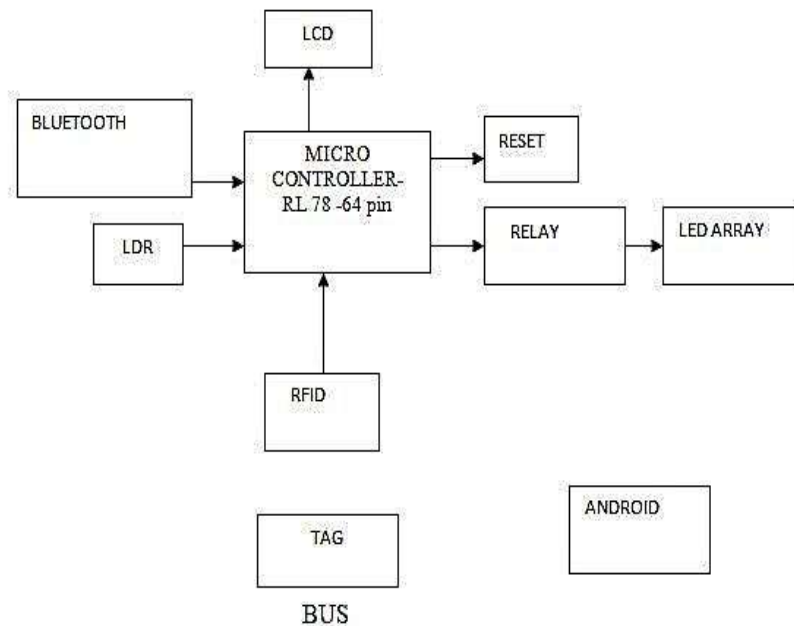 LCD
BLUETOOTH
MICRO
CONTROLLER-
RL 78 -64 pin
RESET
LDR
RELAY
LED ARRAY
RFID
ANDROID
TAG
BUS